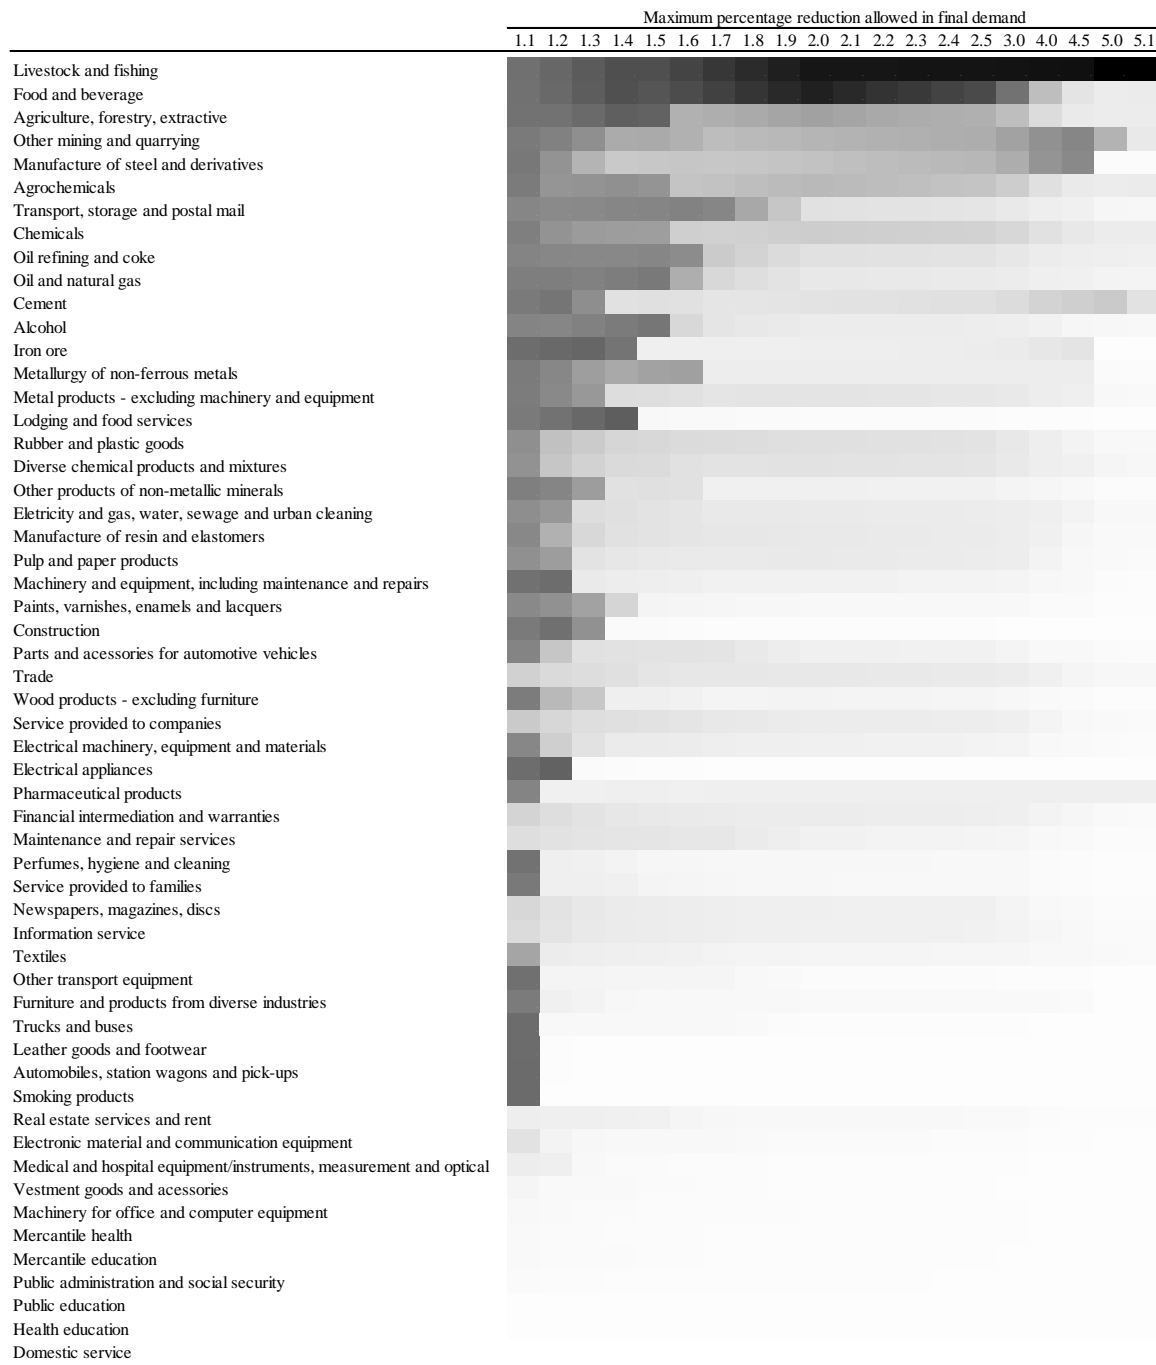 Maximum percentage reduction allowed in final demand
1.1 1.2 1.3 1.4 1.5 1.6 1.7 1.8 1.9 2.0 2.1 2.2 2.3 2.4 2.5 3.0 4.0 4.5 5.0 5.1
Livestock and fishing
Food and beverage
Agriculture, forestry, extractive
Other mining and quarrying
Manufacture of steel and derivatives
Agrochemicals
Transport, storage and postal mail
Chemicals
Oil refining and coke
Oil and natural gas
Cement
Alcohol
Iron ore
Metallurgy of non-ferrous metals
Metal products - excluding machinery and equipment
Lodging and food services
Rubber and plastic goods
Diverse chemical products and mixtures
Other products of non-metallic minerals
Eletricity and gas, water, sewage and urban cleaning
Manufacture of resin and elastomers
Pulp and paper products
Machinery and equipment, including maintenance and repairs
Paints, varnishes, enamels and lacquers
Construction
Parts and acessories for automotive vehicles
Trade
Wood products - excluding furniture
Service provided to companies
Electrical machinery, equipment and materials
Electrical appliances
Pharmaceutical products
Financial intermediation and warranties
Maintenance and repair services
Perfumes, hygiene and cleaning
Service provided to families
Newspapers, magazines, discs
Information service
Textiles
Other transport equipment
Furniture and products from diverse industries
Trucks and buses
Leather goods and footwear
Automobiles, station wagons and pick-ups
Smoking products
Real estate services and rent
Electronic material and communication equipment
Medical and hospital equipment/instruments, measurement and optical
Vestment goods and acessories
Machinery for office and computer equipment
Mercantile health
Mercantile education
Public administration and social security
Public education
Health education
Domestic service